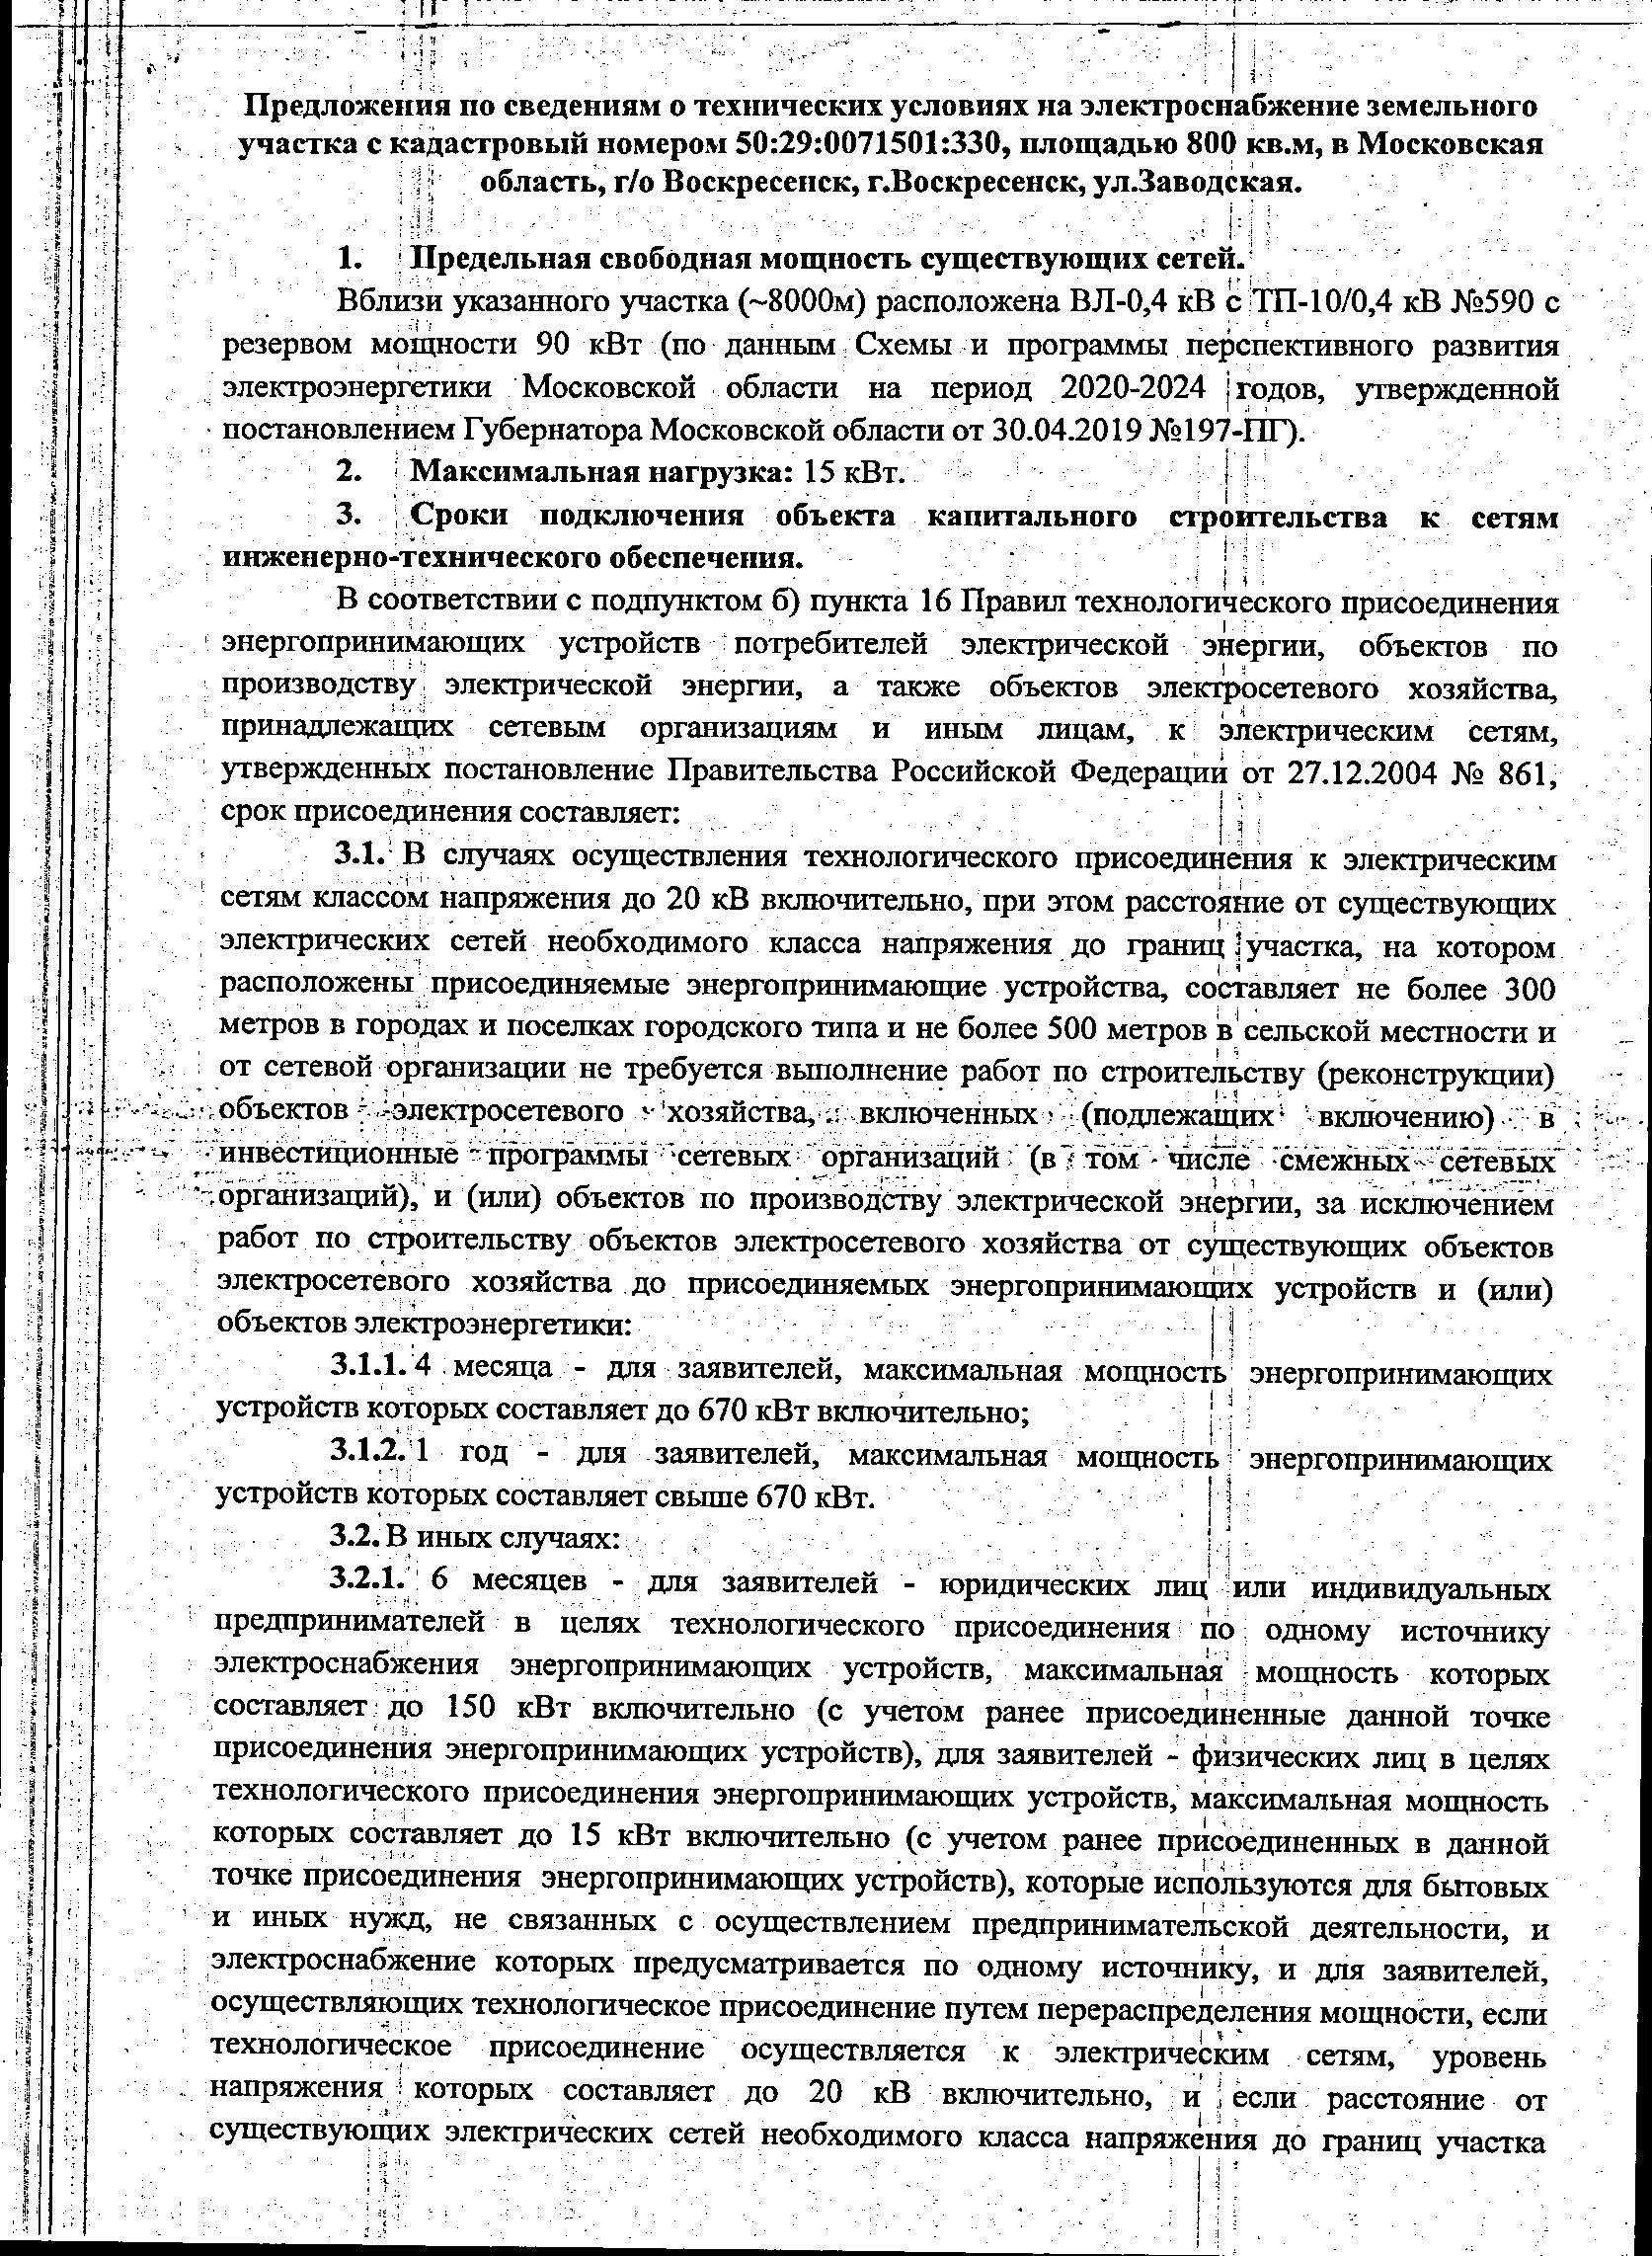 Предложения по сведениям о технических условиях на электроснабжение земельного
участка с кадастровый номером 50:29:0071501:330, площадью 800 кв.м, в Московская
область, г/о Воскресенск, г.Воскресенск, ул.Заводская.
1. Предельная свободная мощность существующих сетей.
Вблизи указанного участка (~8000м) расположена ВЛ-0,4 кВ с ТП-10/0,4 кВ №590 с
резервом мощности 90 кВт (по данным Схемы и программы перспективного развития
электроэнергетики Московской области на период 2020-2024 годов, утвержденной
постановлением Губернатора Московской области от 30.04.2019 №197-ПГ).
2. Максимальная нагрузка: 15 кВт.
3. Сроки подключения объекта капитального строительства к сетям
инженерно-технического обеспечения.
В соответствии с подпунктом б) пункта 16 Правил технологического присоединения
энергопринимающих устройств потребителей электрической энергии, объектов по
производству электрической энергии, а также объектов электросетевого хозяйства,
принадлежащих сетевым организациям и иным лицам, к электрическим сетям,
утвержденных постановление Правительства Российской Федерации от 27.12.2004 № 861,
срок присоединения составляет:
3.1. В случаях осуществления технологического присоединения к электрическим
сетям классом напряжения до 20 кВ включительно, при этом расстояние от существующих
электрических сетей необходимого класса напряжения до границ участка, на котором
расположены присоединяемые энергопринимающие устройства, составляет не более 300
метров в городах и поселках городского типа и не более 500 метров в сельской местности и
от сетевой организации не требуется выполнение работ по строительству (реконструкции)
объектов электросетевого хозяйства, включенных (подлежащих включению) в
инвестиционные программы сетевых организаций (в том числе смежных сетевых
организаций), и (или) объектов по производству электрической энергии, за исключением
работ по строительству объектов электросетевого хозяйства от существующих объектов
электросетевого хозяйства до присоединяемых энергопринимающих устройств и (или)
объектов электроэнергетики:
3.1.1. 4 месяца - для заявителей, максимальная мощность энергопринимающих
устройств которых составляет до 670 кВт включительно;
3.1.2. 1 год - для заявителей, максимальная мощность энергопринимающих
устройств которых составляет свыше 670 кВт.
3.2. В иных случаях:
3.2.1. 6 месяцев - для заявителей - юридических лиц или индивидуальных
предпринимателей в целях технологического присоединения по одному источнику
электроснабжения энергопринимающих устройств, максимальная мощность которых
составляет до 150 кВт включительно (с учетом ранее присоединенные данной точке
присоединения энергопринимающих устройств), для заявителей - физических лиц в целях
технологического присоединения энергопринимающих устройств, максимальная мощность
которых составляет до 15 кВт включительно (с учетом ранее присоединенных в данной
точке присоединения энергопринимающих устройств), которые используются для бытовых
и иных нужд, не связанных с осуществлением предпринимательской деятельности, и
электроснабжение которых предусматривается по одному источнику, и для заявителей,
осуществляющих технологическое присоединение путем перераспределения мощности, если
технологическое присоединение осуществляется к электрическим сетям, уровень
напряжения которых составляет до 20 кВ включительно, и если расстояние от
существующих электрических сетей необходимого класса напряжения до границ участка